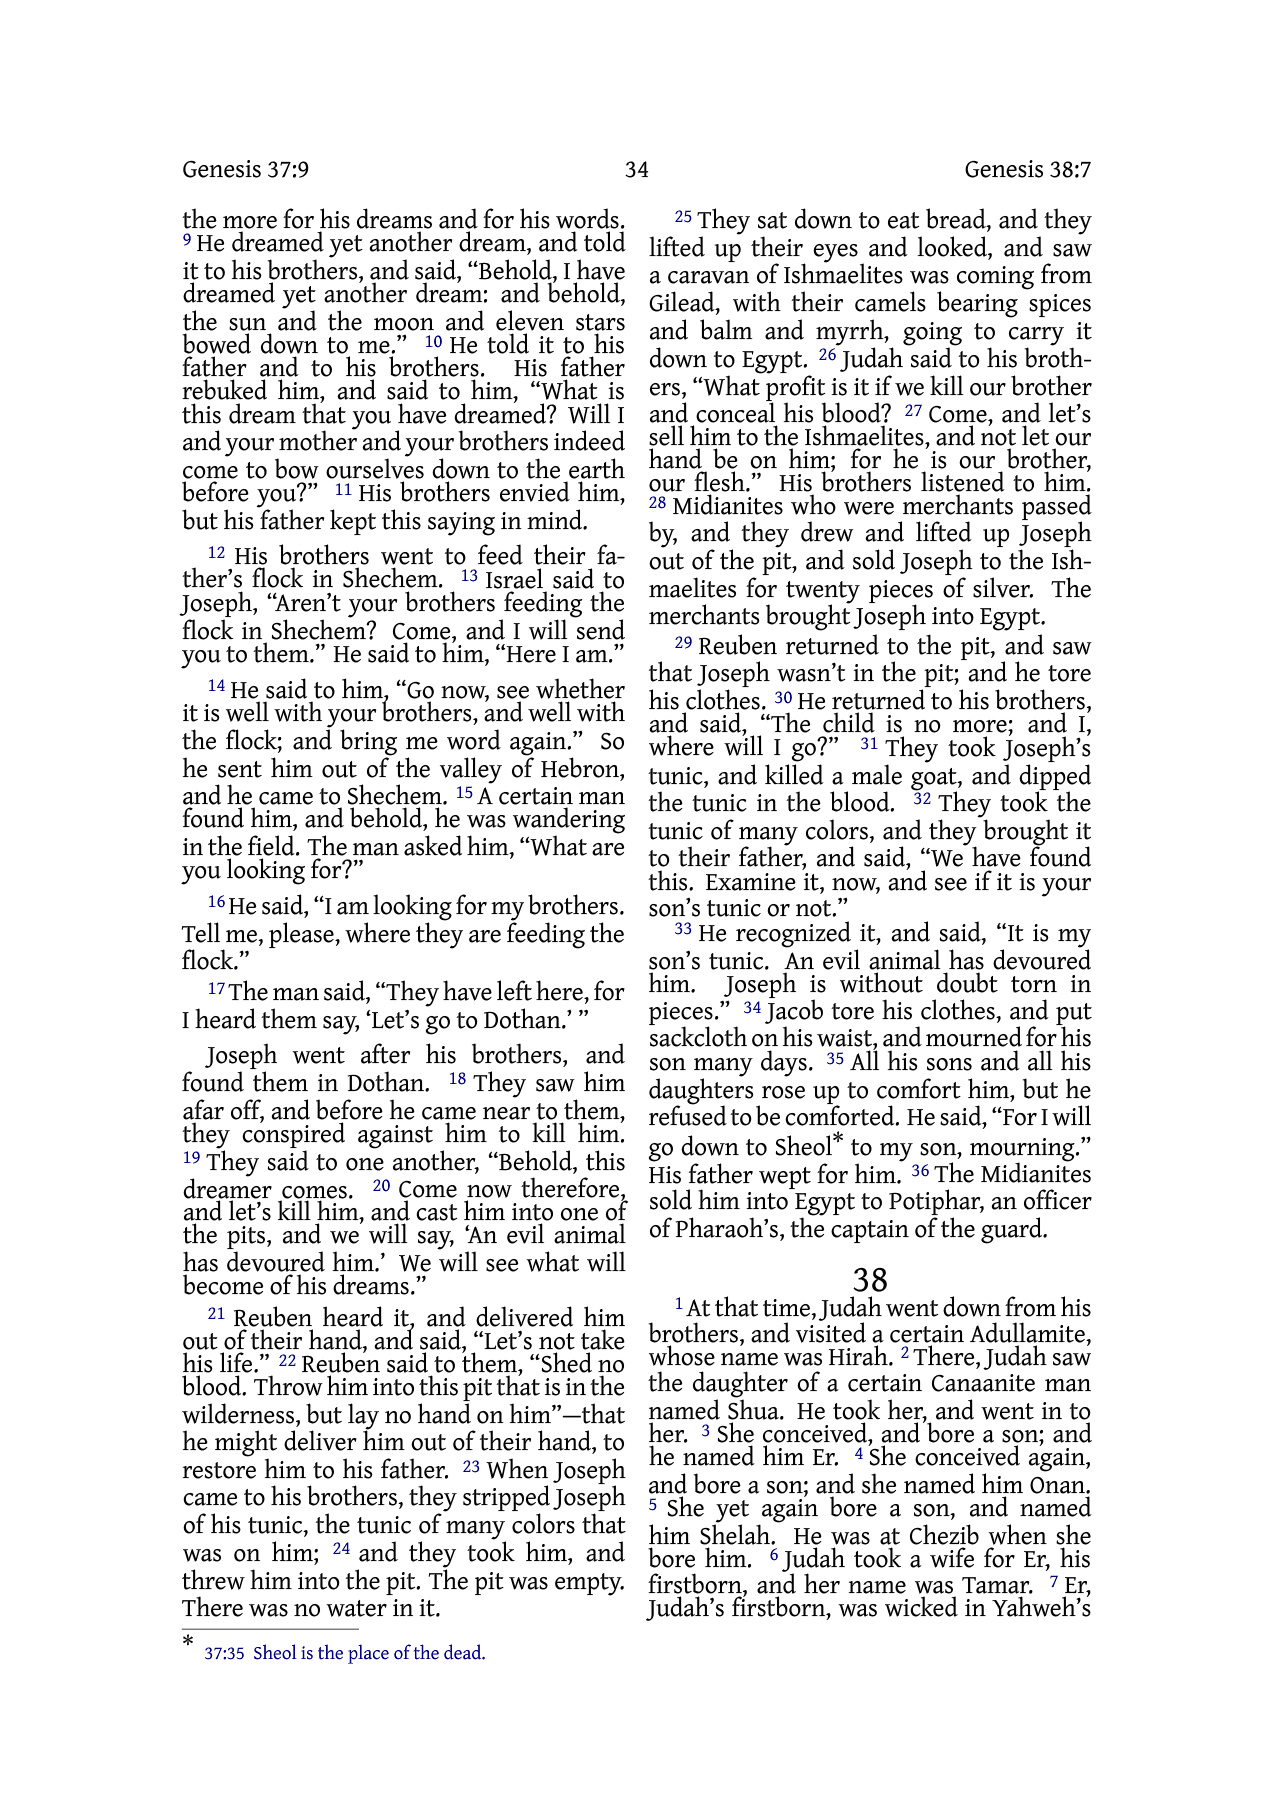 Genesis 37:9 34 Genesis 38:7
the more for his dreams and for his words.
9 He dreamed yet another dream, and told
it to his brothers, and said, “Behold, I have
dreamed yet another dream: and behold,
the sun and the moon and eleven stars
bowed down to me.” 10 He told it to his
father and to his brothers. His father
rebuked him, and said to him, “What is
this dream that you have dreamed? Will I
and your mother and your brothers indeed
come to bow ourselves down to the earth
before you?” 11 His brothers envied him,
but his father kept this saying in mind.
12 His brothers went to feed their fa-
ther’s flock in Shechem. 13 Israel said to
Joseph, “Aren’t your brothers feeding the
flock in Shechem? Come, and I will send
you to them.” He said to him, “Here I am.”
14 He said to him, “Go now, see whether
it is well with your brothers, and well with
the flock; and bring me word again.” So
he sent him out of the valley of Hebron,
and he came to Shechem. 15 A certain man
found him, and behold, he was wandering
in the field. The man asked him, “What are
you looking for?”
16 He said, “I am looking for my brothers.
Tell me, please, where they are feeding the
flock.”
17 The man said, “They have left here, for
I heard them say, ‘Let’s go to Dothan.’ ”
Joseph went after his brothers, and
found them in Dothan. 18 They saw him
afar off, and before he came near to them,
they conspired against him to kill him.
19 They said to one another, “Behold, this
dreamer comes. 20 Come now therefore,
and let’s kill him, and cast him into one of
the pits, and we will say, ‘An evil animal
has devoured him.’ We will see what will
become of his dreams.”
21 Reuben heard it, and delivered him
out of their hand, and said, “Let’s not take
his life.” 22 Reuben said to them, “Shed no
blood. Throw him into this pit that is in the
wilderness, but lay no hand on him”—that
he might deliver him out of their hand, to
restore him to his father. 23 When Joseph
came to his brothers, they stripped Joseph
of his tunic, the tunic of many colors that
was on him; 24 and they took him, and
threw him into the pit. The pit was empty.
There was no water in it.
25 They sat down to eat bread, and they
lifted up their eyes and looked, and saw
a caravan of Ishmaelites was coming from
Gilead, with their camels bearing spices
and balm and myrrh, going to carry it
down to Egypt. 26 Judah said to his broth-
ers, “What profit is it if we kill our brother
and conceal his blood? 27 Come, and let’s
sell him to the Ishmaelites, and not let our
hand be on him; for he is our brother,
our flesh.” His brothers listened to him.
28 Midianites who were merchants passed
by, and they drew and lifted up Joseph
out of the pit, and sold Joseph to the Ish-
maelites for twenty pieces of silver. The
merchants brought Joseph into Egypt.
29 Reuben returned to the pit, and saw
that Joseph wasn’t in the pit; and he tore
his clothes. 30 He returned to his brothers,
and said, “The child is no more; and I,
where will I go?” 31 They took Joseph’s
tunic, and killed a male goat, and dipped
the tunic in the blood. 32 They took the
tunic of many colors, and they brought it
to their father, and said, “We have found
this. Examine it, now, and see if it is your
son’s tunic or not.”
33 He recognized it, and said, “It is my
son’s tunic. An evil animal has devoured
him. Joseph is without doubt torn in
pieces.” 34 Jacob tore his clothes, and put
sackcloth on his waist, and mourned for his
son many days. 35 All his sons and all his
daughters rose up to comfort him, but he
refused to be comforted. He said, “For I will
go down to Sheol* to my son, mourning.”
His father wept for him. 36 The Midianites
sold him into Egypt to Potiphar, an officer
of Pharaoh’s, the captain of the guard.
38
1 At that time, Judah went down from his
brothers, and visited a certain Adullamite,
whose name was Hirah. 2 There, Judah saw
the daughter of a certain Canaanite man
named Shua. He took her, and went in to
her. 3 She conceived, and bore a son; and
he named him Er. 4 She conceived again,
and bore a son; and she named him Onan.
5 She yet again bore a son, and named
him Shelah. He was at Chezib when she
bore him. 6 Judah took a wife for Er, his
firstborn, and her name was Tamar. 7 Er,
Judah’s firstborn, was wicked in Yahweh’s
* 37:35 Sheol is the place of the dead.